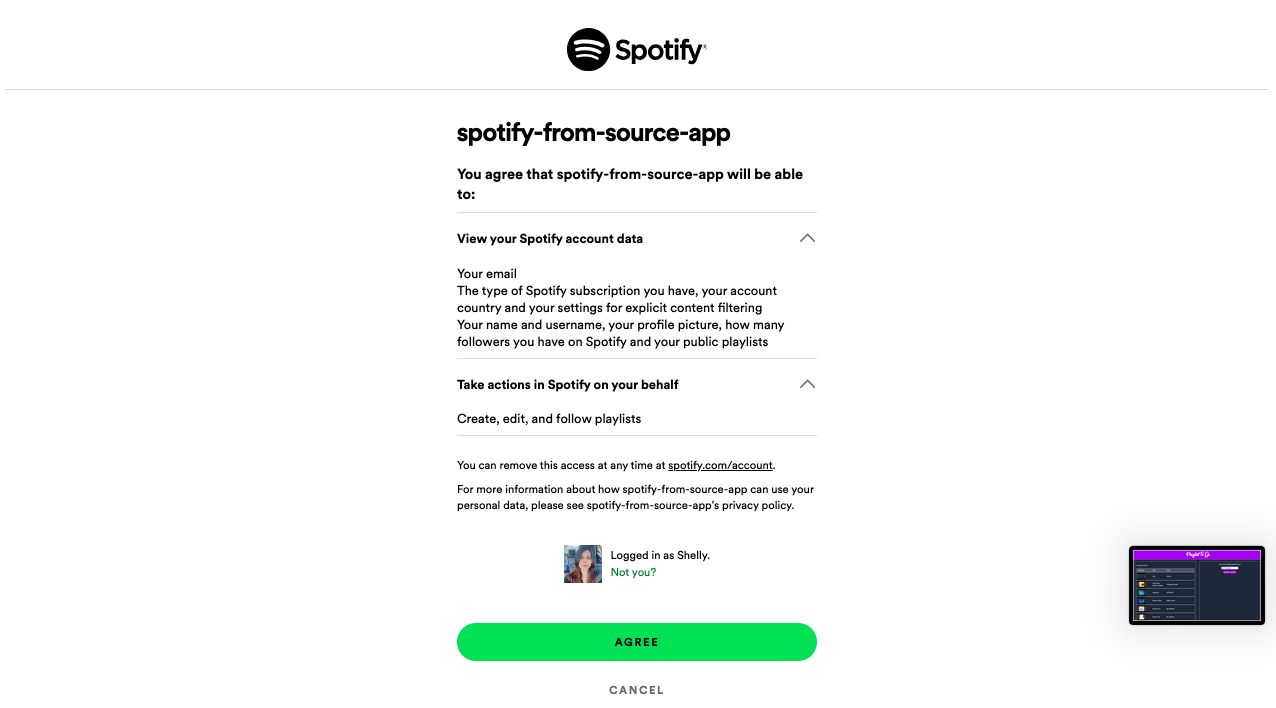 Spotify®
spotify-from-source-app
You agree that spotify-from-source-app will be able
to:
View your Spotify account data
Your email
The type of Spotify subscription you have, your account
country and your settings for explicit content filtering
Your name and username, your profile picture, how many
followers you have on Spotify and your public playlists
Take actions in Spotify on your behalf
Create, edit, and follow playlists
You can remove this access at any time at spotify.com/account.
For more information about how spotify-from-source-app can use your
personal data, please see spotify-from-source-app's privacy policy.
Logged in as Shelly.
Not you?
Playlist To Go
AGREE
CANCEL